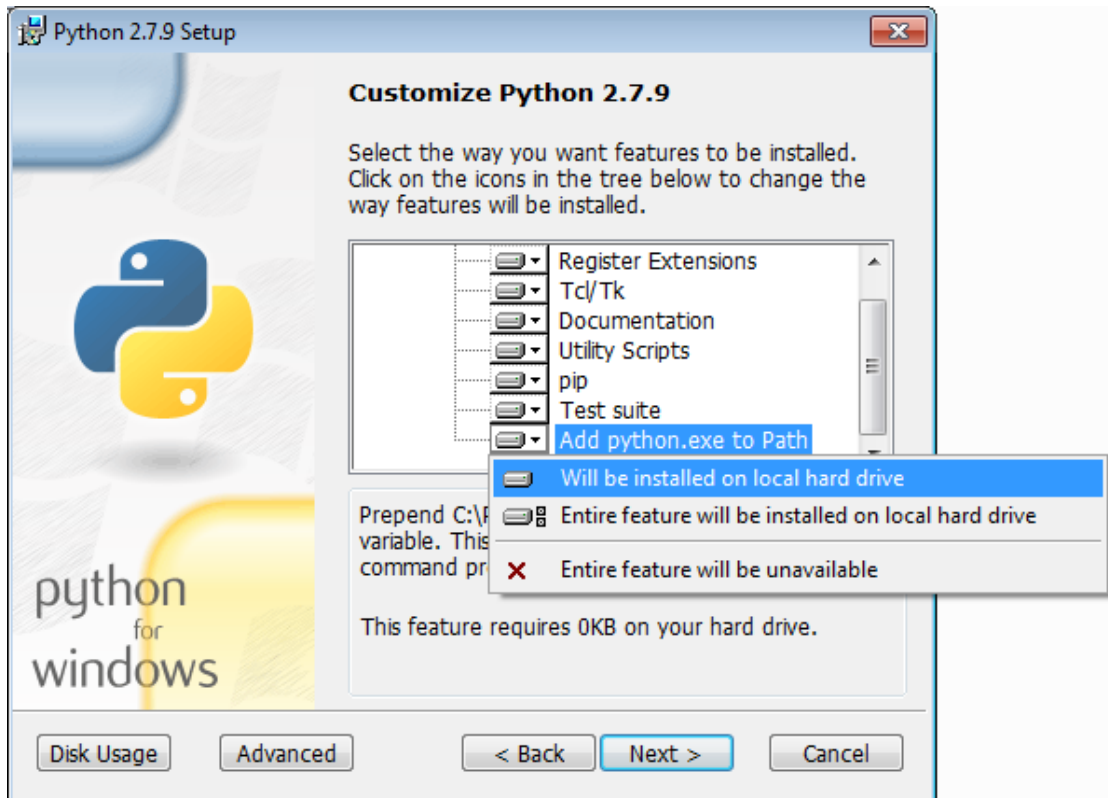 Python 2.7.9 Setup
Customize Python 2.7.9
Select the way you want features to be installed.
Click on the icons in the tree below to change the
way features will be installed.
Register Extensions
Tcl/Tk
Documentation
Utility Scripts
pip
Test suite
Add python.exe to Path
Will be installed on local hard drive
Entire feature will be installed on local hard drive
Entire feature will be unavailable
Prepend C:\
variable. This
command
This feature requires 0KB on your hard drive.
python
for
windows
Disk Usage
Advanced
< Back
Next >
Cancel